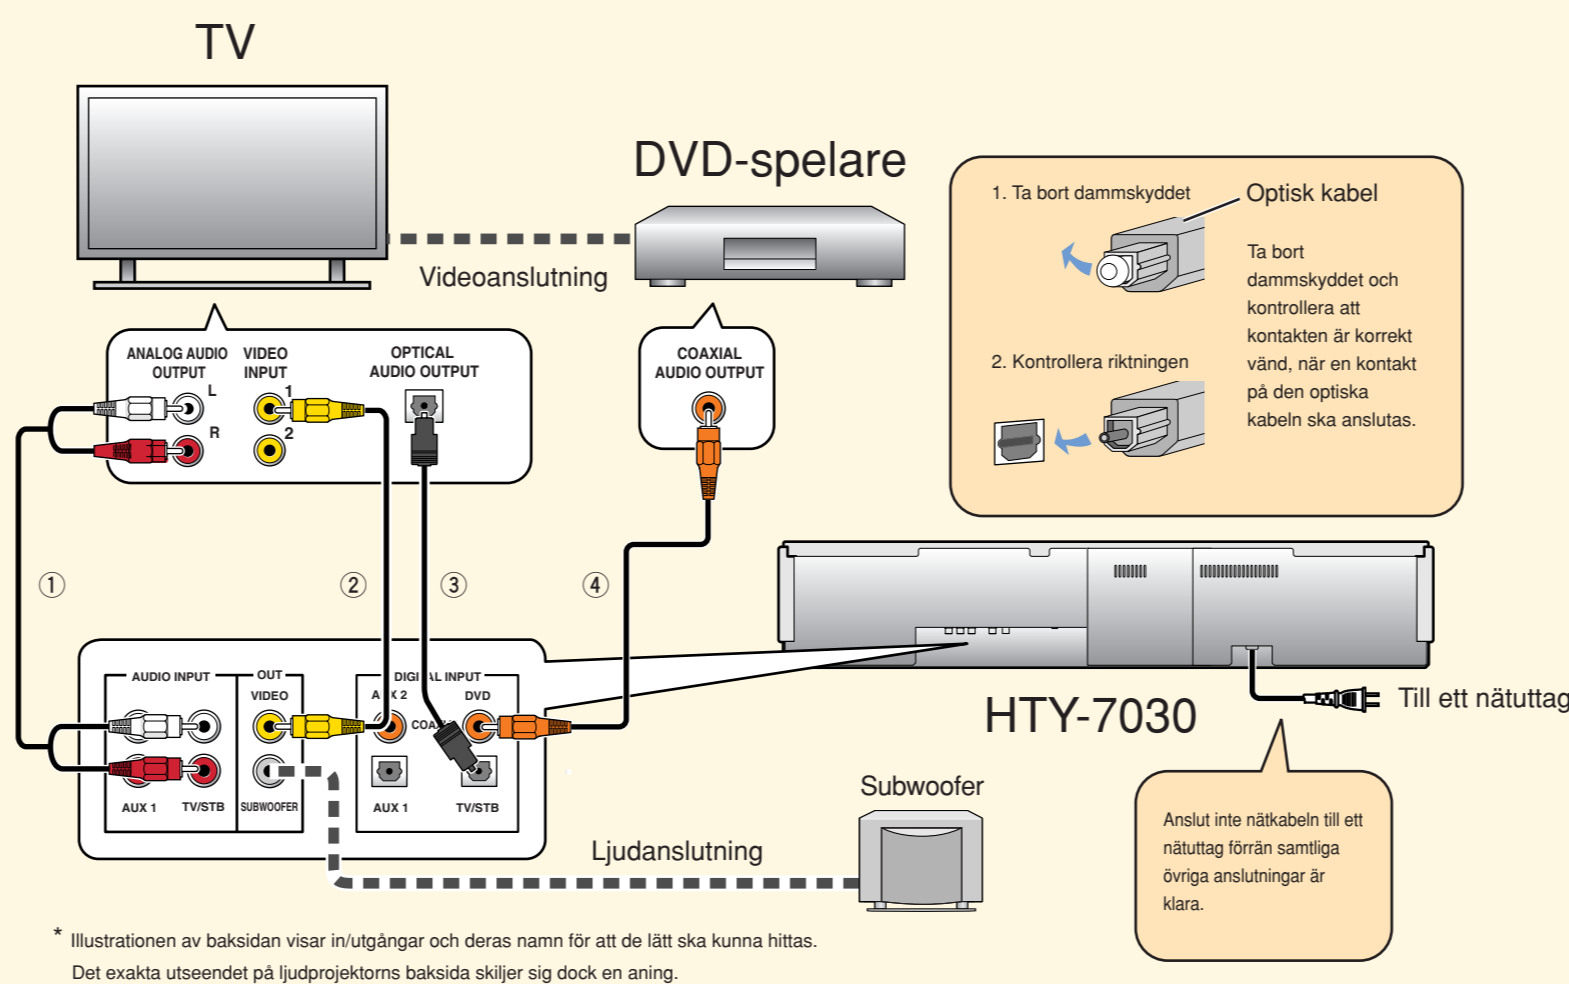 TV
DVD-spelare
Videoanslutning
1. Ta bort dammskyddet
Optisk kabel
Ta bort
dammskyddet och
kontrollera att
kontakten är korrekt
vänd, när en kontakt
på den optiska
kabeln ska anslutas.
2. Kontrollera riktningen
ANALOG AUDIO
OUTPUT
L
R
VIDEO
INPUT
1
2
OPTICAL
AUDIO OUTPUT
COAXIAL
AUDIO OUTPUT
①
②
③
④
AUDIO INPUT
AUX 1
TV/STB
OUT
VIDEO
SUBWOOFER
DIGITAL INPUT
AUX 2
DVD
AUX 1
TV/STB
HTY-7030
Till ett nätuttag
Anslut inte nätkabeln till ett
nätuttag förrän samtliga
övriga anslutningar är
klara.
Subwoofer
Ljudanslutning
* Illustrationen av baksidan visar in/utgångar och deras namn för att de lätt ska kunna hittas.
Det exakta utseendet på ljudprojektorns baksida skiljer sig dock en aning.